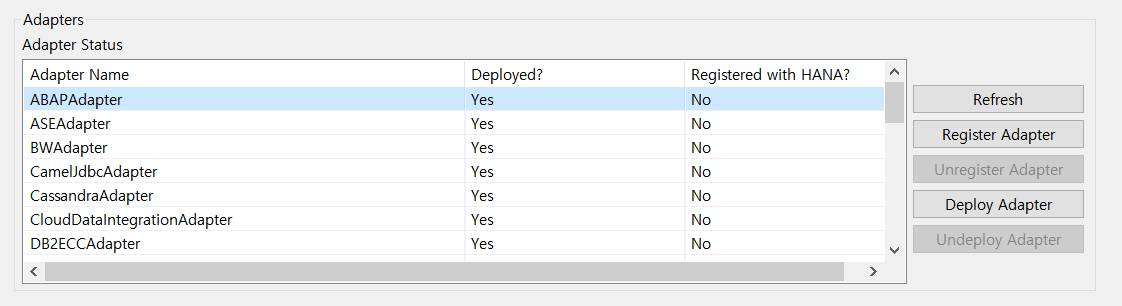 Adapters
Adapter Status
Adapter Name Deployed? Registered with HANA?
ABAPAdapter Yes No
ASEAdapter Yes No
BWAdapter Yes No
CamelJdbcAdapter Yes No
CassandraAdapter Yes No
CloudDataIntegrationAdapter Yes No
DB2ECCAdapter Yes No
Refresh
Register Adapter
Unregister Adapter
Deploy Adapter
Undeploy Adapter